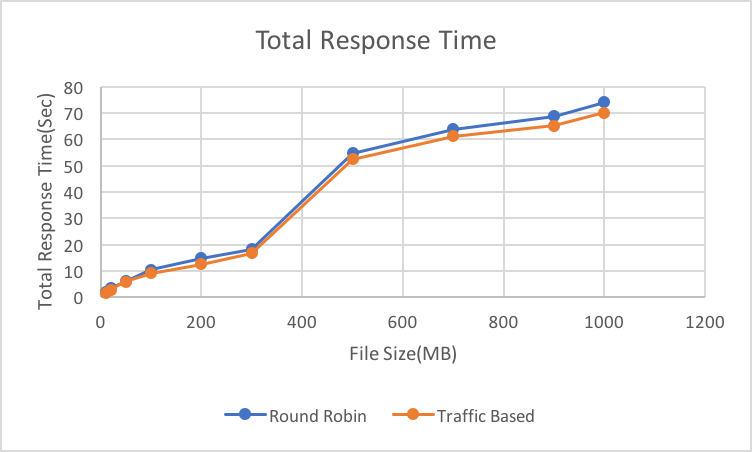 Total Response Time
Total Response Time(Sec)
80
70
60
50
40
30
20
10
0
0 200 400 600 800 1000 1200
File Size(MB)
Round Robin Traffic Based